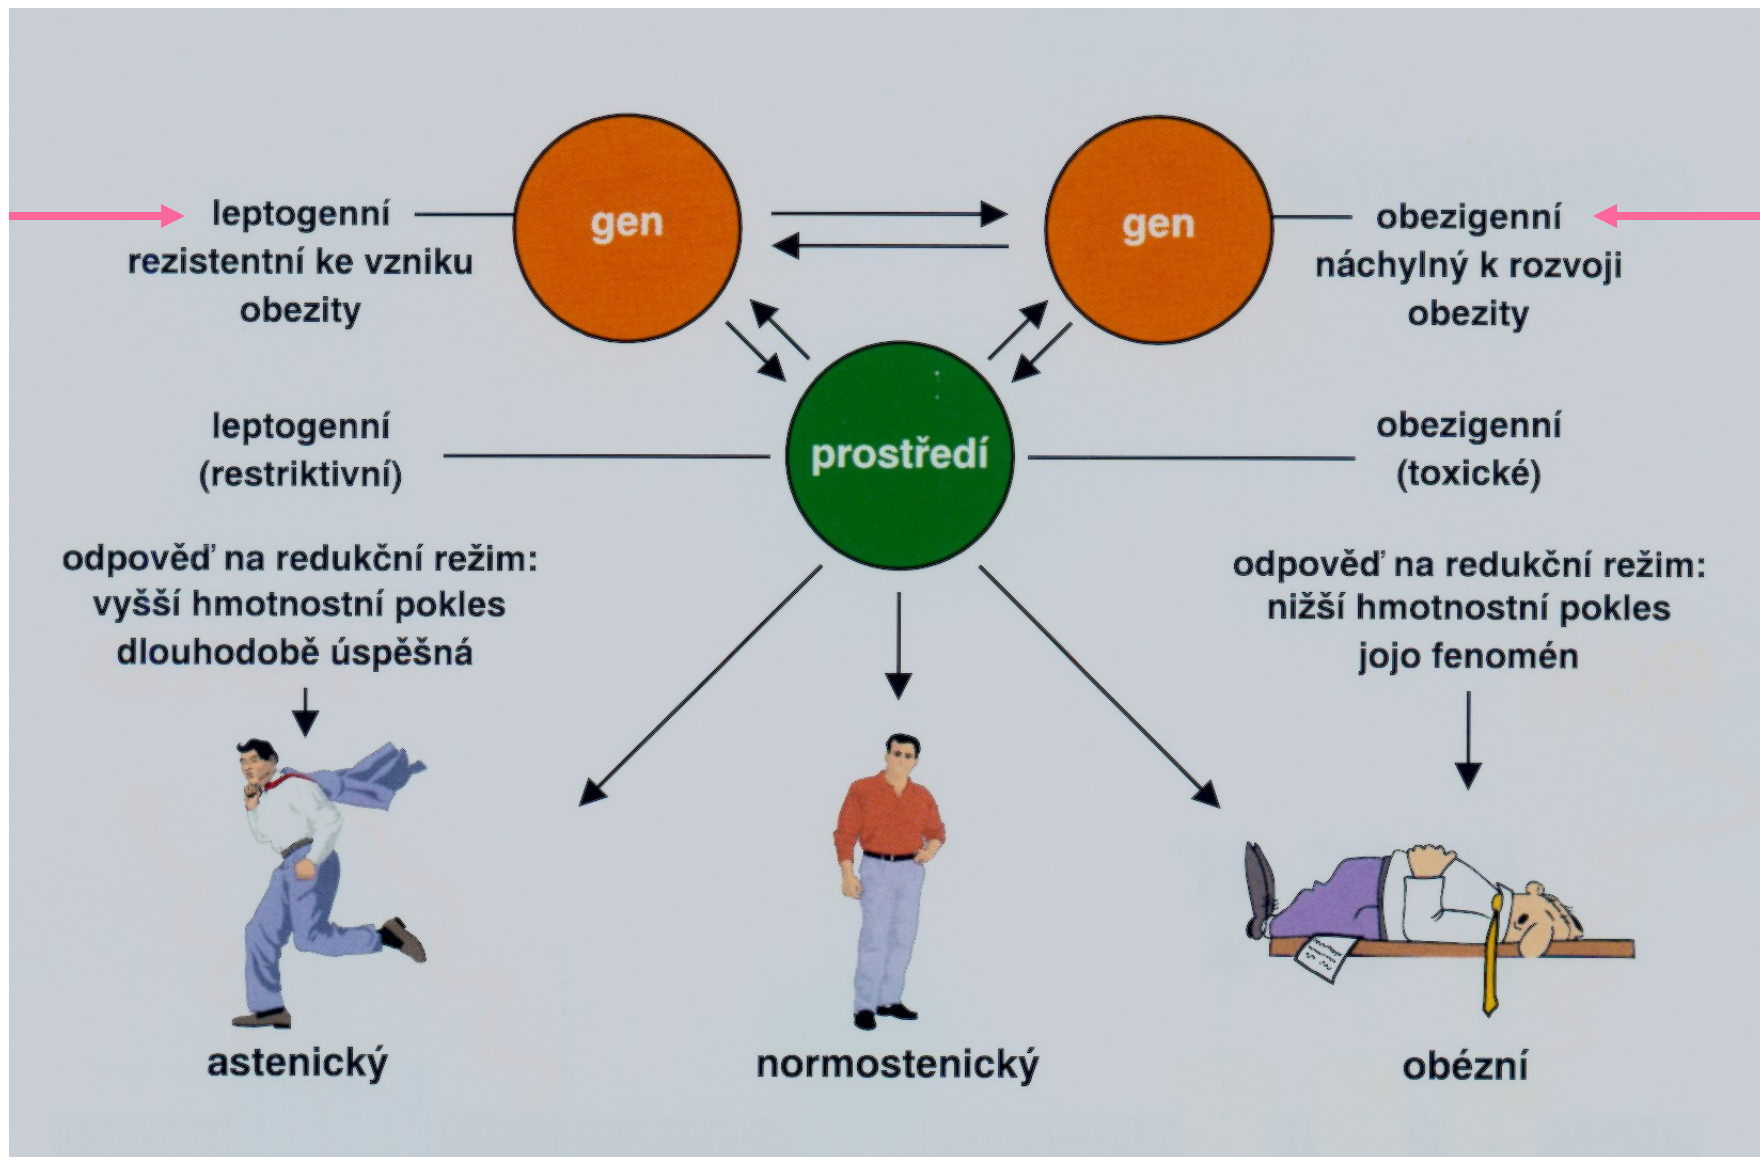 gen
gen
leptogenní
rezistentní ke vzniku
obezity
obezigenní
náchylný k rozvoji
obezity
prostředí
leptogenní
(restriktivní)
obezigenní
(toxické)
odpověď na redukční režim:
vyšší hmotnostní pokles
dlouhodobě úspěšná
odpověď na redukční režim:
nižší hmotnostní pokles
jojo fenomén
astenický
normostenický
obézní